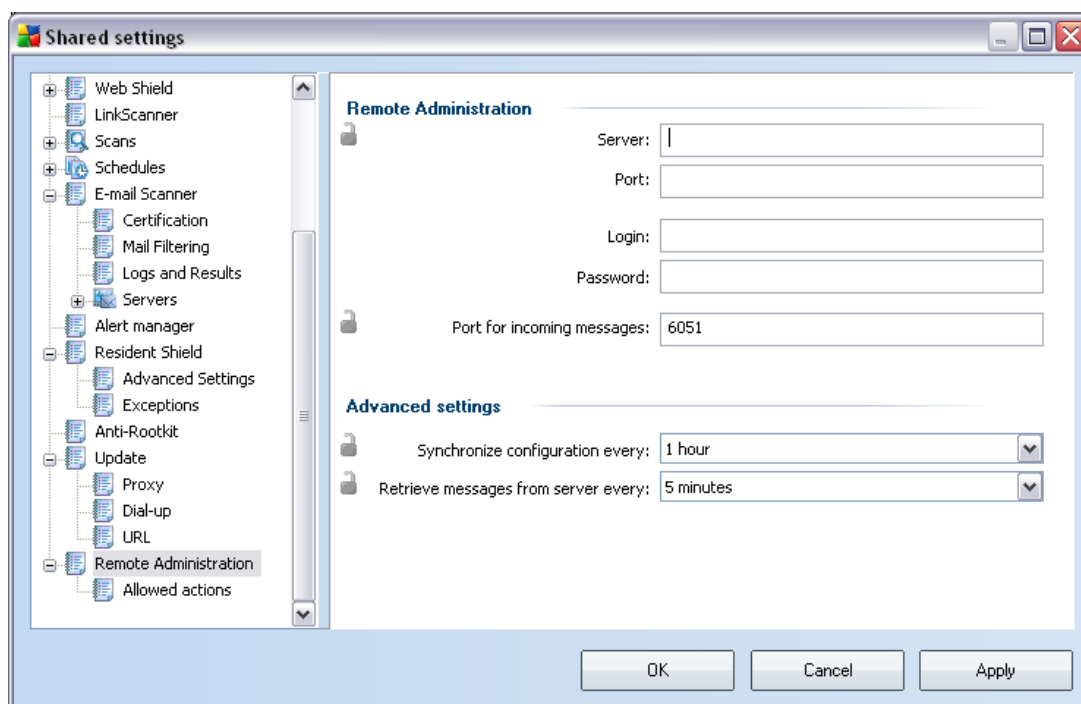 Shared settings
Web Shield
LinkScanner
Scans
Schedules
E-mail Scanner
Certification
Mail Filtering
Logs and Results
Servers
Alert manager
Resident Shield
Advanced Settings
Exceptions
Anti-Rootkit
Update
Proxy
Dial-up
URL
Remote Administration
Allowed actions
Remote Administration
Server:
Port:
Login:
Password:
Port for incoming messages: 6051
Advanced settings
Synchronize configuration every: 1 hour
Retrieve messages from server every: 5 minutes
OK Cancel Apply